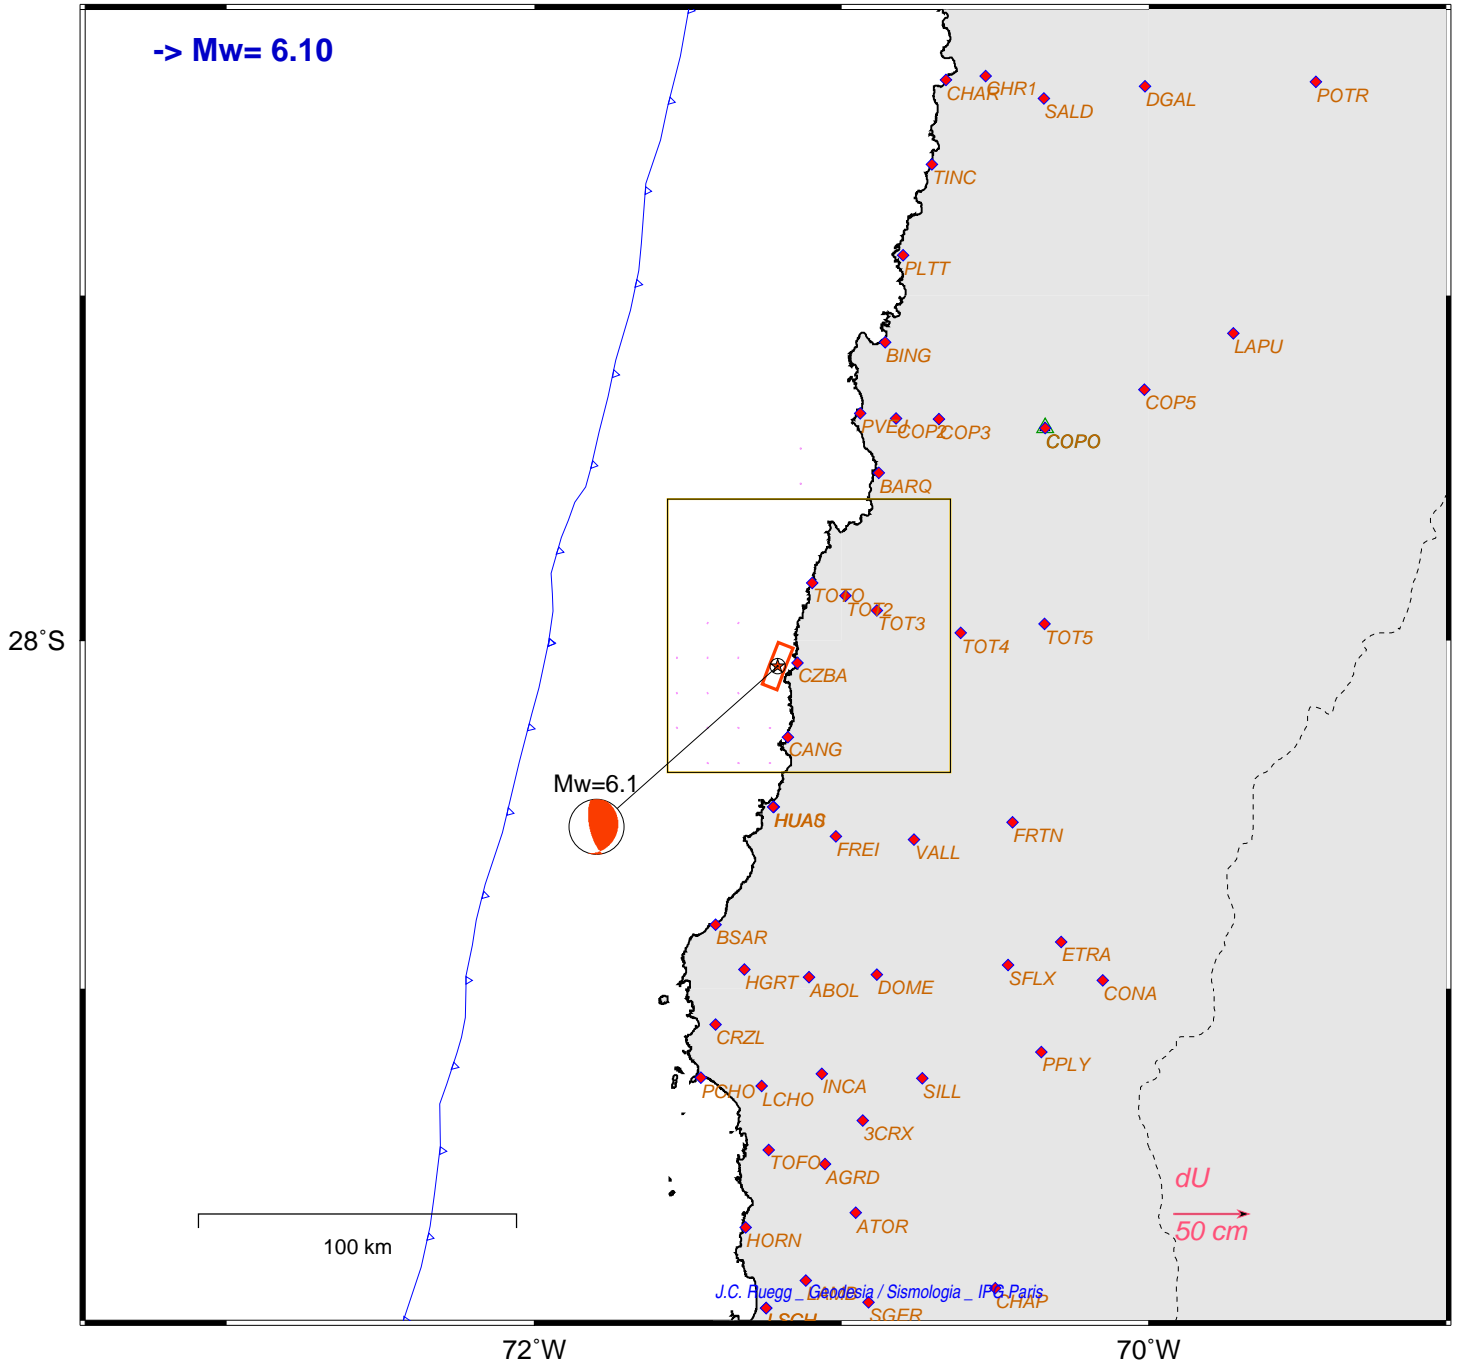 -> Mw= 6.10
CHAR
CHR1
SALD
DGAL
POTR
TINC
PLTT
BING
LAPU
COP5
PVEJ
COP2
COP3
COPO
BARQ
28°S
TOTO
TOT2
TOT3
TOT4
TOT5
CZBA
CANG
Mw=6.1
FREI
VALL
FRTN
BSAR
ETRA
HGRT
ABOL
DOME
SFLX
CONA
CRZL
PPLY
PCHO
LCHO
INCA
SILL
3CRX
TOFO
AGRD
dU
50 cm
ATOR
HORN
100 km
LAMB
CHAP
J.C. Ruegg _ Geodesia / Sismologia _ IPG Paris
SGER
72°W
70°W